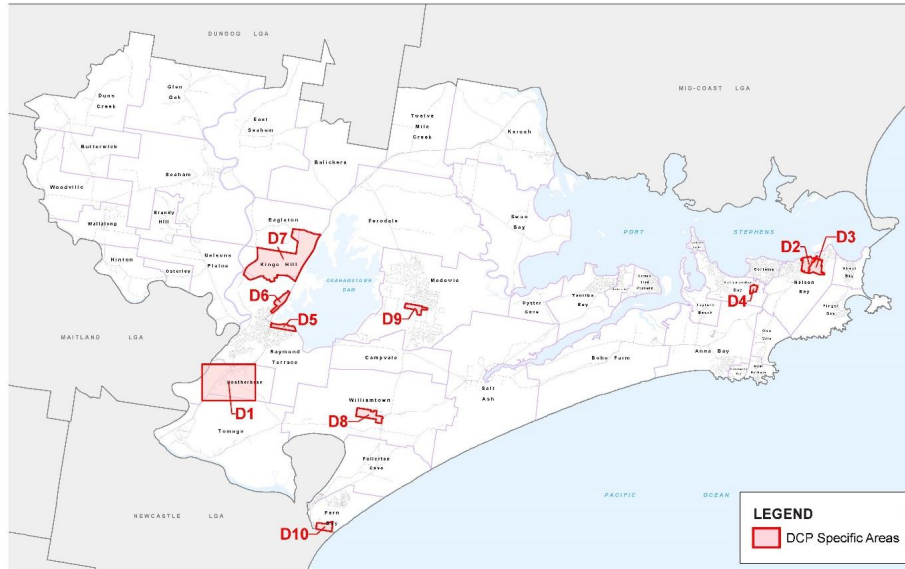 DUNGOG LGA
MID-COAST LGA
Glen
Oak
Dunns
Creek
East
Seaham
Twelve
Mile
Creek
Karuah
Butterwick
Balickera
Seaham
Woodville
Brandy
Hill
Wallalong
Eagleton
Ferodale
Swan
Bay
Nelsons
Plains
Hinton
Osterley
D7
Kings Hill
PORT STEPHENS
D2
D3
GRAHAMSTOWN
DAM
Medowie
Corlette
Shoal
Bay
Nelson
Bay
D6
D4
D9
Oyster
Cove
Tanilba
Bay
Fingal
Bay
D5
MAITLAND LGA
Raymond
Terrace
Campvale
Bobs Farm
Anna Bay
One
Mile
Salt
Ash
Heatherbrae
D1
Williamtown
D8
Tomago
Fullerton
Cove
PACIFIC OCEAN
NEWCASTLE LGA
Fern
Bay
D10
LEGEND
DCP Specific Areas